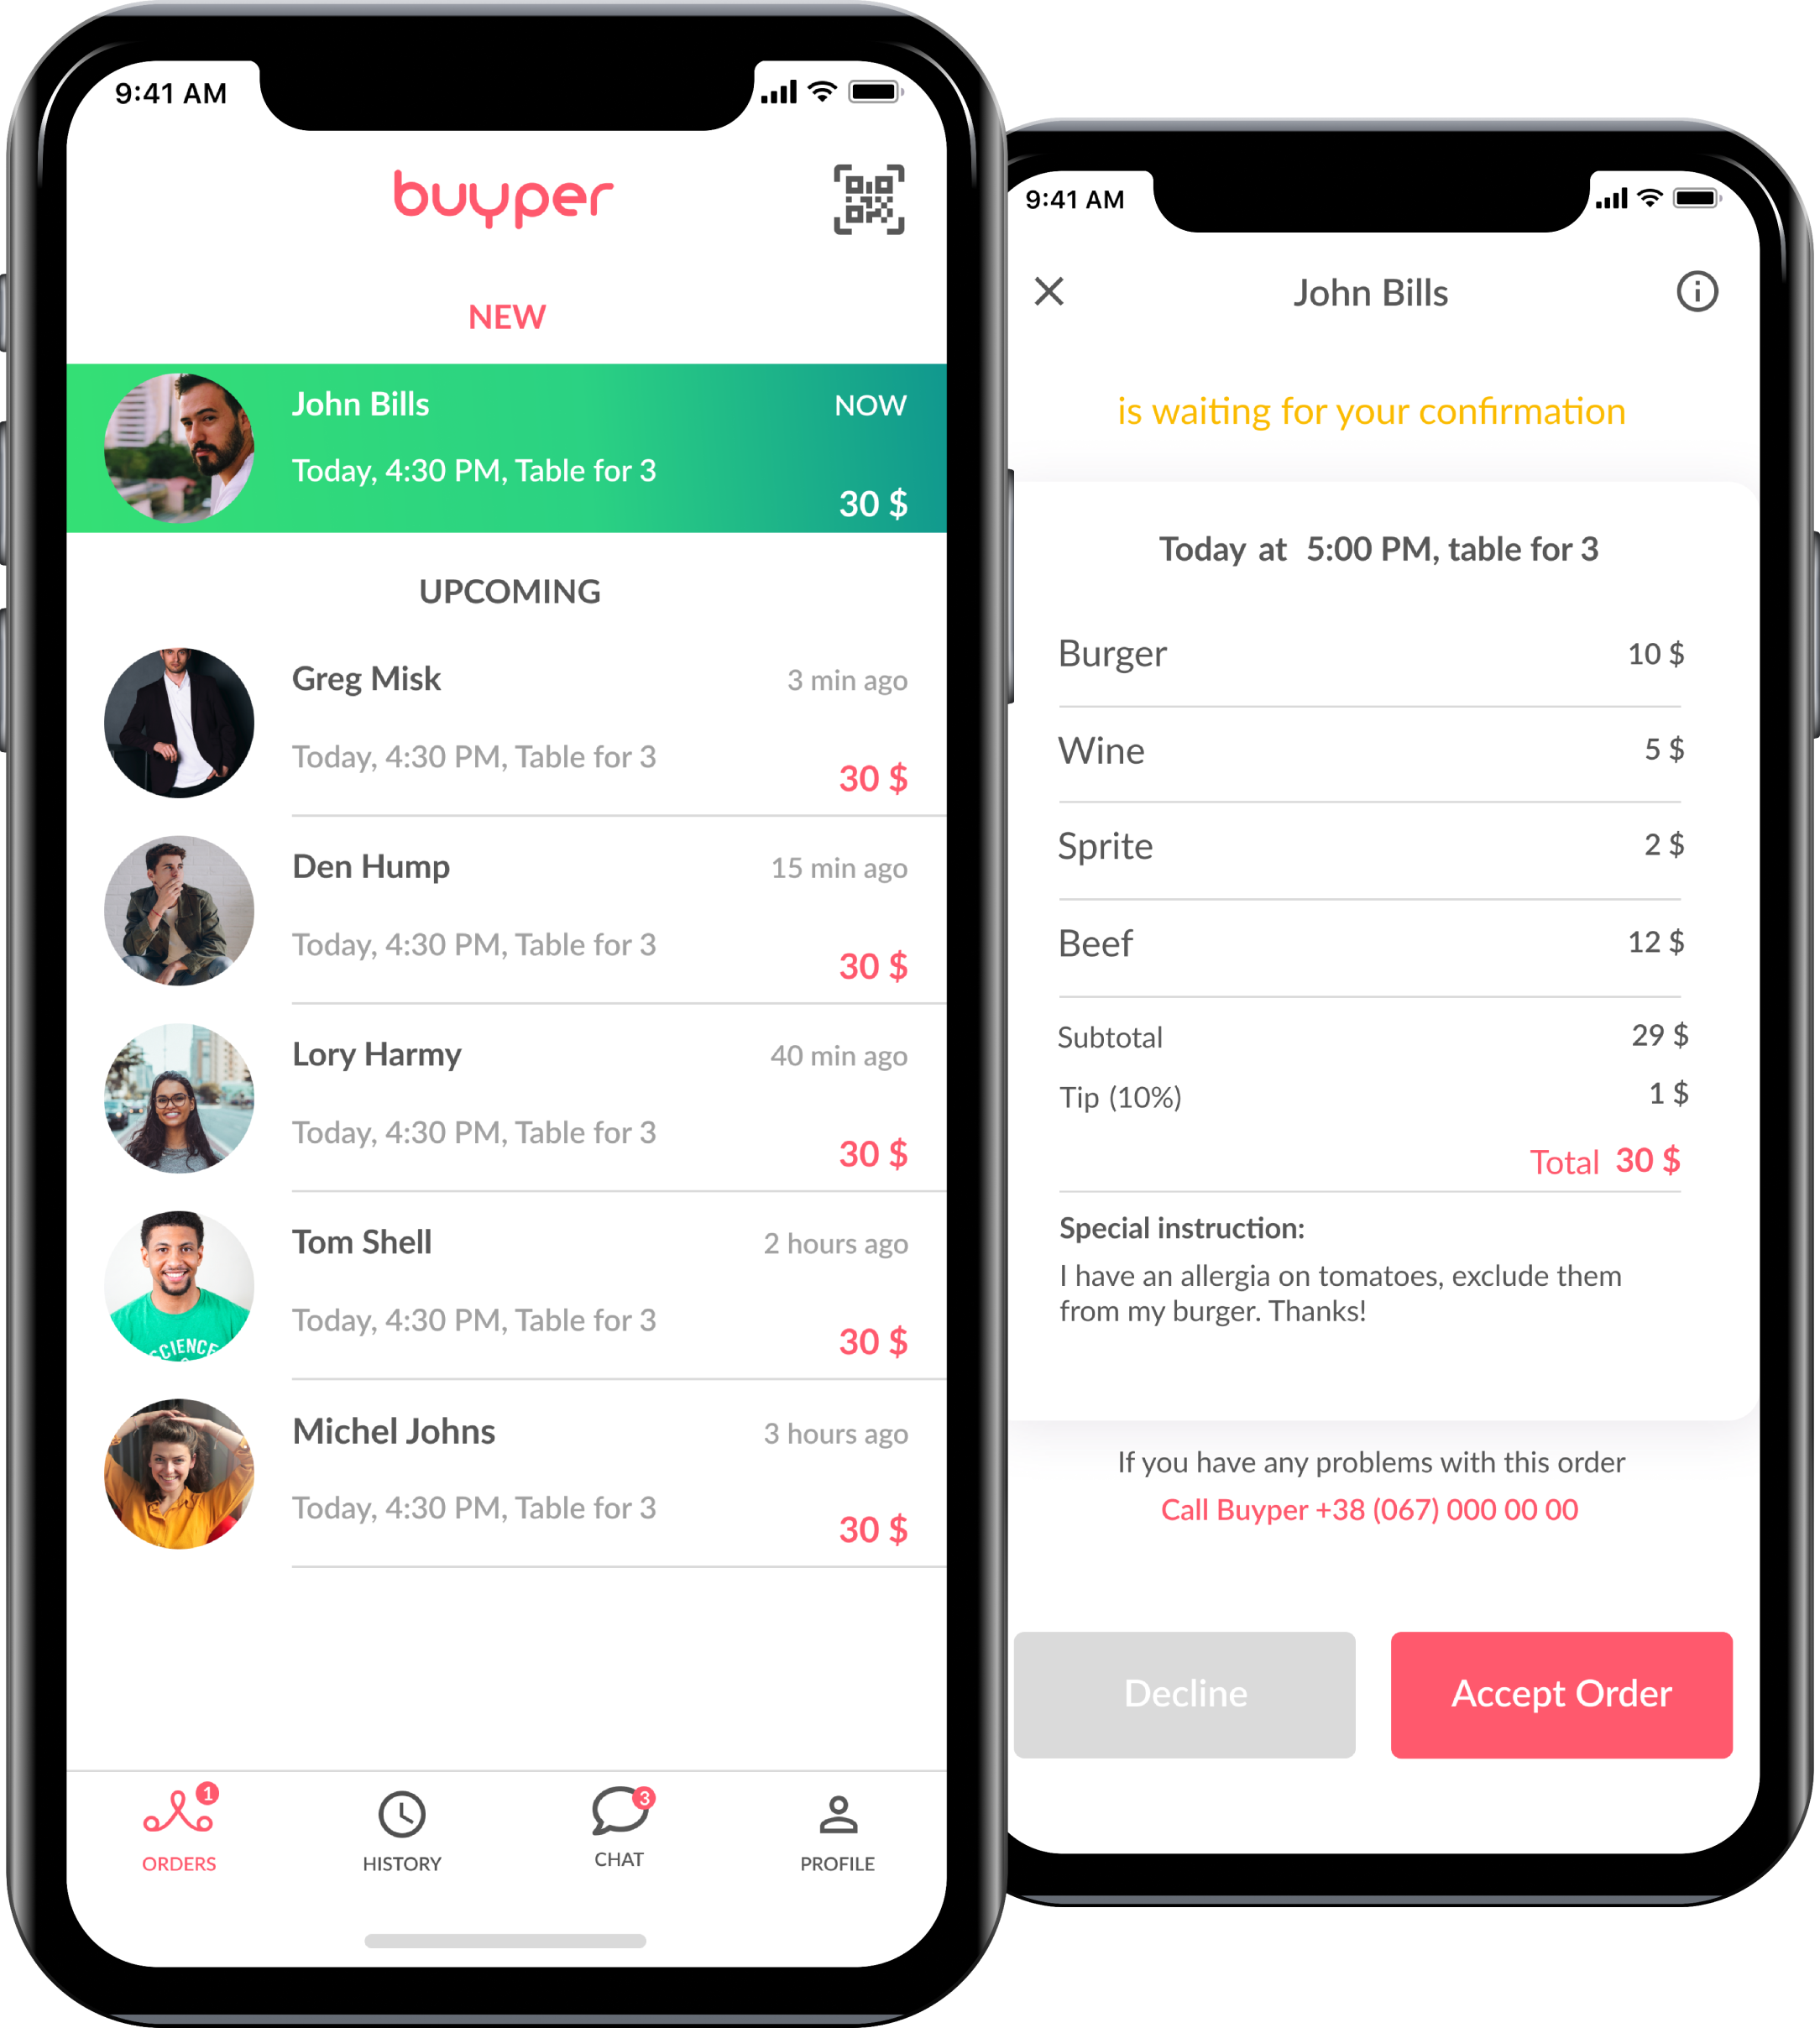 9:41 AM
buyper
NEW
John Bills
NOW
Today, 4:30 PM, Table for 3
30 $
UPCOMING
Greg Misk
3 min ago
Today, 4:30 PM, Table for 3
30 $
Den Hump
15 min ago
Today, 4:30 PM, Table for 3
30 $
Lory Harmy
40 min ago
Today, 4:30 PM, Table for 3
30 $
Tom Shell
2 hours ago
Today, 4:30 PM, Table for 3
30 $
SCIENCE
Michel Johns
3 hours ago
Today, 4:30 PM, Table for 3
30 $
1
ORDERS
HISTORY
3
CHAT
PROFILE
9:41 AM
John Bills
is waiting for your confirmation
Today at 5:00 PM, table for 3
Burger 10 $
Wine 5 $
Sprite 2 $
Beef 12 $
Subtotal 29 $
Tip (10%) 1 $
Total 30 $
Special instruction:
I have an allergia on tomatoes, exclude them
from my burger. Thanks!
If you have any problems with this order
Call Buyper +38 (067) 000 00 00
Decline
Accept Order